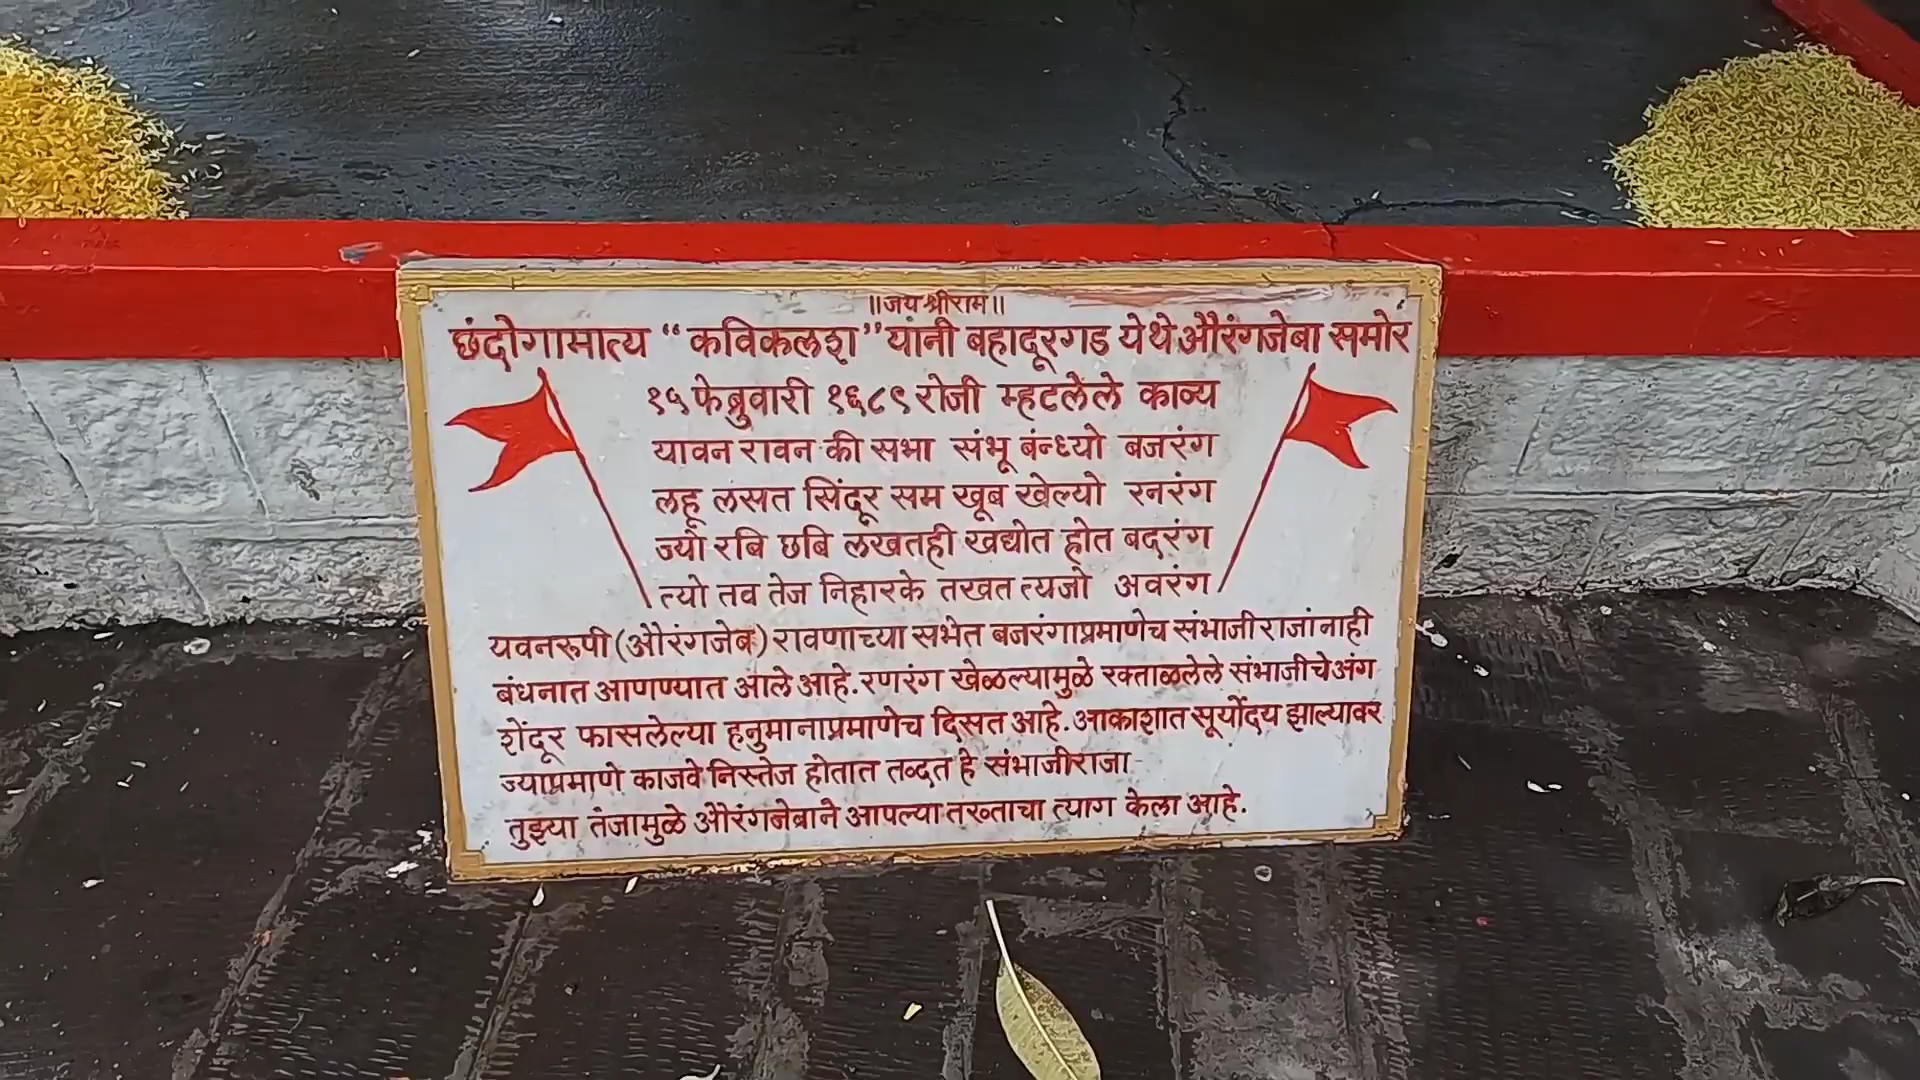 ॥जय श्रीराम॥
छंदोगामात्य “कविकलश” यांनी बहादूरगड येथे औरंगजेबा समोर
१५ फेब्रुवारी १६८९ रोजी म्हटलेले काव्य
यावन रावन की सभा संभू बंन्ध्यो बजरंग
लहू लसत सिंदूर सम खूब खेल्यो रनरंग
ज्यों रबि छबि लखतही खद्योत होत बदरंग
त्यो तव तेज निहारके तखत त्यजो अवरंग
यवनरूपी (औरंगजेब) रावणाच्या सभेत बजरंगाप्रमाणेच संभाजी राजांनाही
बंधनात आणण्यात आले आहे. रणरंग खेळल्यामुळे रक्ताळलेले संभाजीचे अंग
शेंदूर फासलेल्या हनुमानाप्रमाणेच दिसत आहे. आकाशात सूर्योदय झाल्यावर
ज्याप्रमाणे काजवे निस्तेज होतात तव्दत हे संभाजीराजा
तुझ्या तेजामुळे औरंगजेबाने आपल्या तख्ताचा त्याग केला आहे.